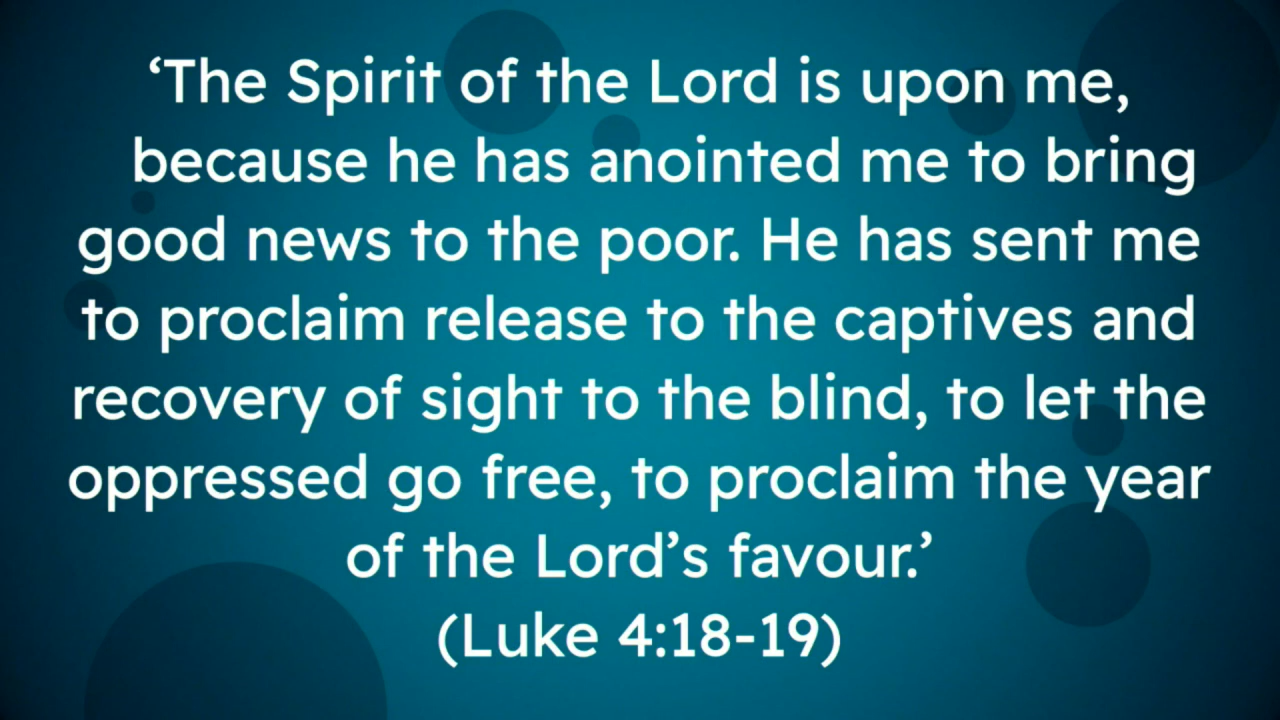 ‘The Spirit of the Lord is upon me,
because he has anointed me to bring
good news to the poor. He has sent me
to proclaim release to the captives and
recovery of sight to the blind, to let the
oppressed go free, to proclaim the year
of the Lord’s favour.’
(Luke 4:18-19)